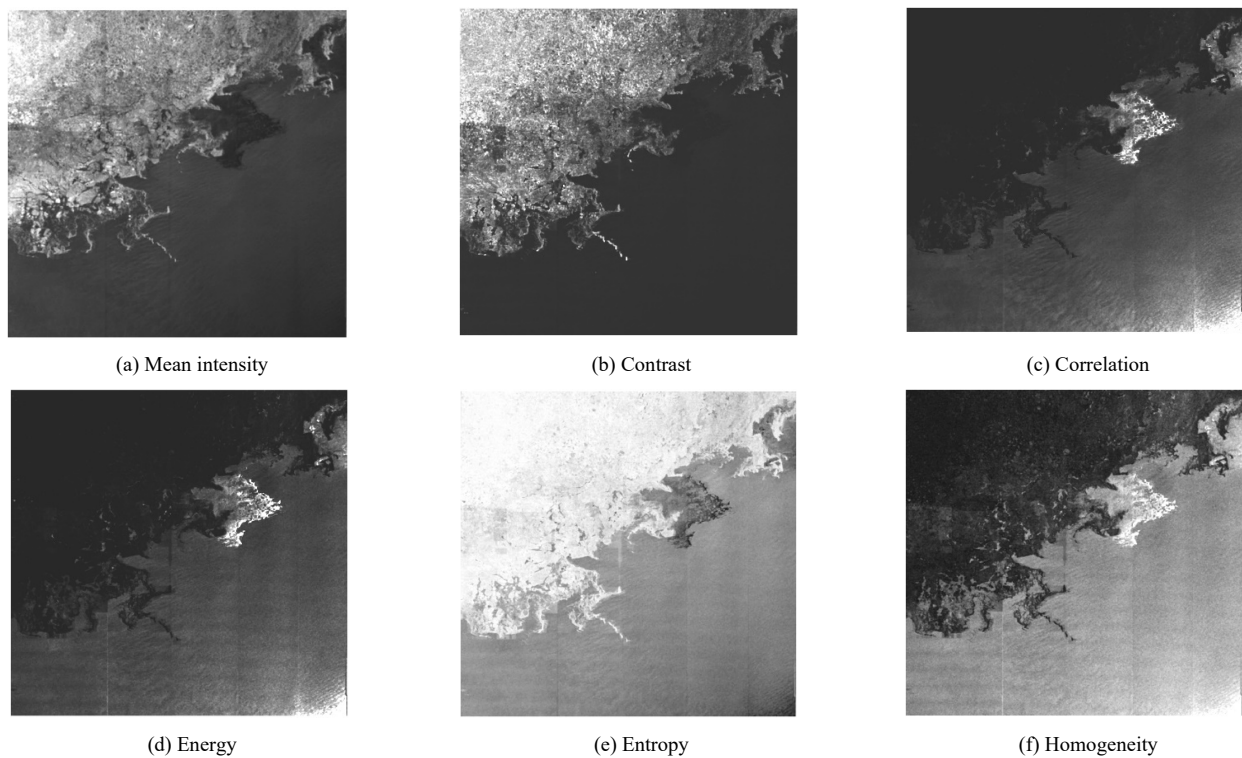 (a) Mean intensity
(b) Contrast
(c) Correlation
(d) Energy
(e) Entropy
(f) Homogeneity